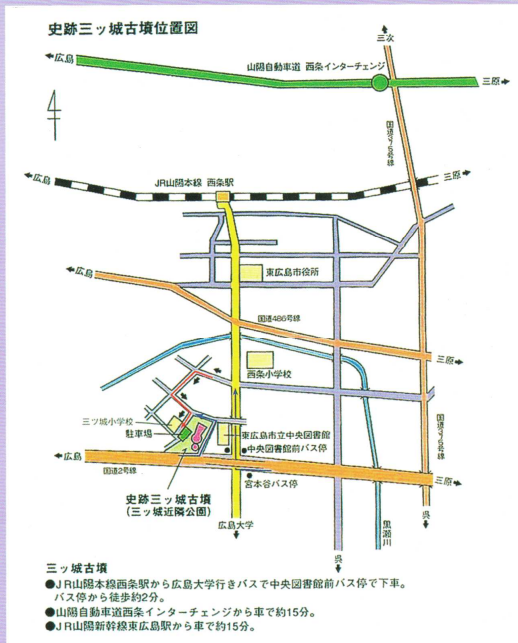 史跡三ッ城古墳位置図
三次
広島
山陽自動車道 西条インターチェンジ
三原
国道375号線
広島
JR山陽本線 西条駅
三原
東広島市役所
広島
国道486号線
三原
西条小学校
三ツ城小学校
駐車場
東広島市立中央図書館
中央図書館前バス停
国道375号線
広島
国道2号線
宮本谷バス停
三原
史跡三ッ城古墳
(三ッ城近隣公園)
広島大学
黒瀬川
呉
呉
三ッ城古墳
●JR山陽本線西条駅から広島大学行きバスで中央図書館前バス停で下車。
バス停から徒歩約2分。
●山陽自動車道西条インターチェンジから車で約15分。
●JR山陽新幹線東広島駅から車で約15分。